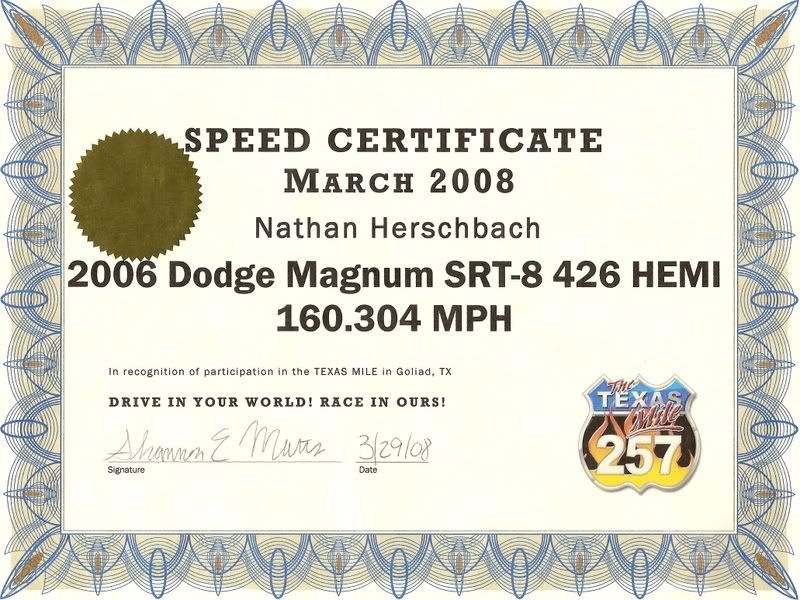 SPEED CERTIFICATE
MARCH 2008
Nathan Herschbach
2006 Dodge Magnum SRT-8 426 HEMI
160.304 MPH
In recognition of participation in the TEXAS MILE in Goliad, TX
DRIVE IN YOUR WORLD! RACE IN OURS!
Shannon E 3/29/08
Signature Date
The
TEXAS
Mile
257